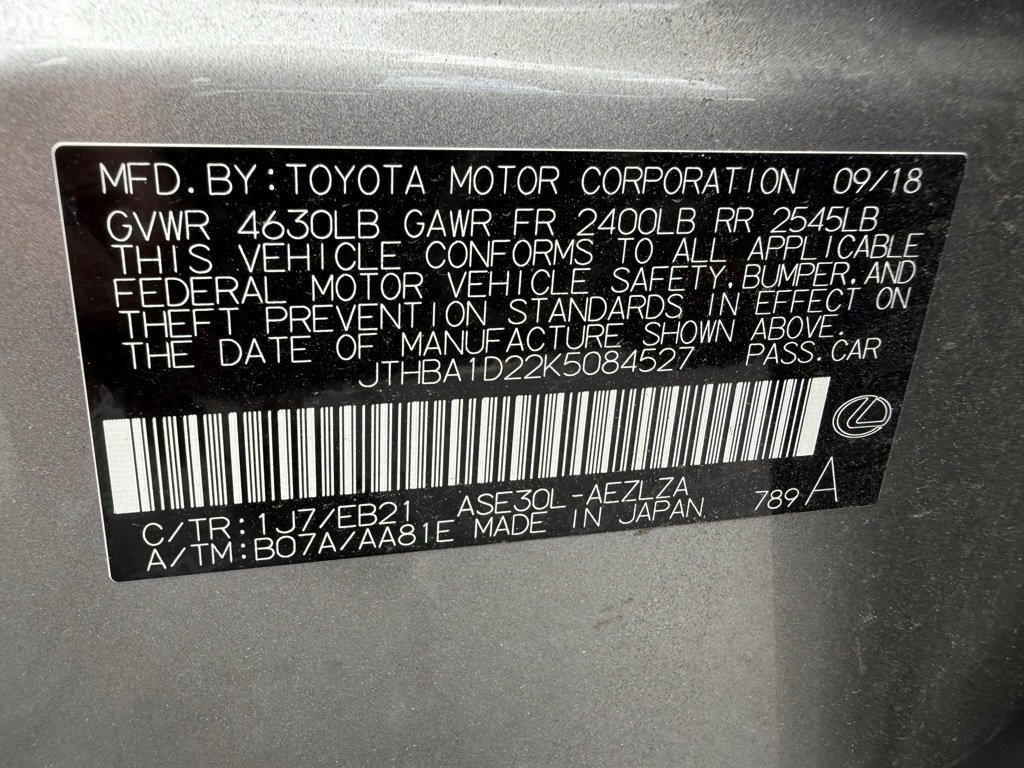 MFD.BY:TOYOTA MOTOR CORPORATION 09/18
GVWR 4630LB GAWR FR 2400LB RR 2545LB
THIS VEHICLE CONFORMS TO ALL APPLICABLE
FEDERAL MOTOR VEHICLE SAFETY,BUMPER,AND
THEFT PREVENTION STANDARDS IN EFFECT ON
THE DATE OF MANUFACTURE SHOWN ABOVE.
JTHBA1D22K5084527 PASS.CAR
C/TR:1J7/EB21 ASE30L-AEZLZA 789A
A/TM:B07A/AA81E MADE IN JAPAN